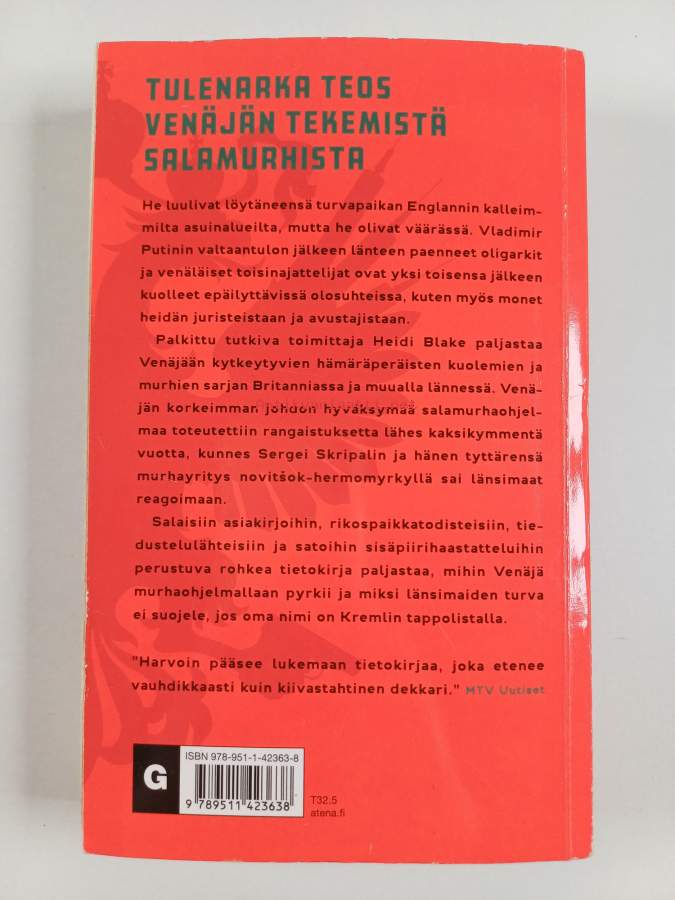 TULENARKA TEOS
VENÄJÄN TEKEMISTÄ
SALAMURHISTA
He luulivat löytäneensä turvapaikan Englannin kalleim-
milta asuinalueilta, mutta he olivat väärässä. Vladimir
Putinin valtaantulon jälkeen länteen paenneet oligarkit
ja venäläiset toisinajattelijat ovat yksi toisensa jälkeen
kuolleet epäilyttävissä olosuhteissa, kuten myös monet
heidän juristeistaan ja avustajistaan.
Palkittu tutkiva toimittaja Heidi Blake paljastaa
Venäjään kytkeytyvien hämäräperäisten kuolemien ja
murhien sarjan Britanniassa ja muualla lännessä. Venä-
jän korkeimman johdon hyväksymää salamurhaohjel-
maa toteutettiin rangaistuksetta lähes kaksikymmentä
vuotta, kunnes Sergei Skripalin ja hänen tyttärensä
murhayritys novitšok-hermomyrkyllä sai länsimaat
reagoimaan.
Salaisiin asiakirjoihin, rikospaikkatodisteisiin, tie-
dustelulähteisiin ja satoihin sisäpiirihaastatteluihin
perustuva rohkea tietokirja paljastaa, mihin Venäjä
murhaohjelmallaan pyrkii ja miksi länsimaiden turva
ei suojele, jos oma nimi on Kremlin tappolistalla.
"Harvoin pääsee lukemaan tietokirjaa, joka etenee
vauhdikkaasti kuin kiivastahtinen dekkari." MTV Uutiset
G
ISBN 978-951-1-42363-8
9 789511 423638
T32.5
atena.fi